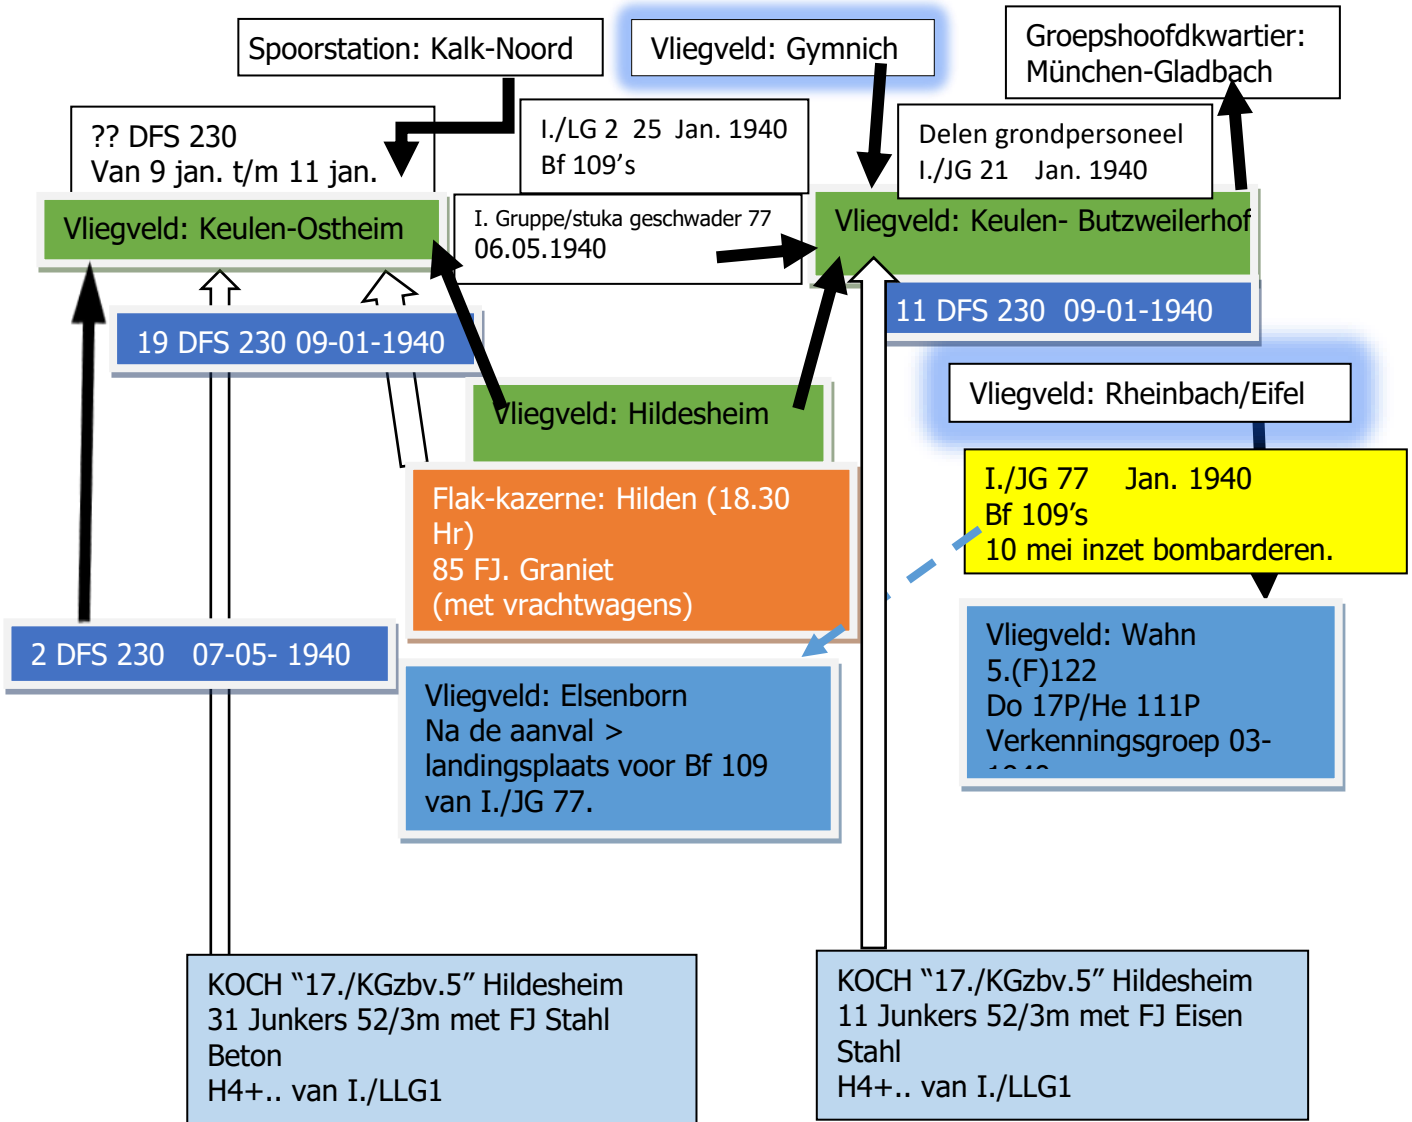 Spoorstation: Kalk-Noord
Vliegveld: Gymnich
Groepshoofdkwartier:
München-Gladbach
?? DFS 230
Van 9 jan. t/m 11 jan.
I./LG 2 25 Jan. 1940
Bf 109’s
Delen grondpersoneel
I./JG 21 Jan. 1940
Vliegveld: Keulen-Ostheim
I. Gruppe/stuka geschwader 77
06.05.1940
Vliegveld: Keulen- Butzweilerhof
19 DFS 230 09-01-1940
11 DFS 230 09-01-1940
Vliegveld: Hildesheim
Vliegveld: Rheinbach/Eifel
Flak-kazerne: Hilden (18.30
Hr)
85 FJ. Graniet
(met vrachtwagens)
I./JG 77 Jan. 1940
Bf 109’s
10 mei inzet bombarderen.
2 DFS 230 07-05- 1940
Vliegveld: Elsenborn
Na de aanval >
landingsplaats voor Bf 109
van I./JG 77.
Vliegveld: Wahn
5.(F)122
Do 17P/He 111P
Verkenningsgroep 03-
KOCH “17./KGzbv.5” Hildesheim
31 Junkers 52/3m met FJ Stahl
Beton
H4+.. van I./LLG1
KOCH “17./KGzbv.5” Hildesheim
11 Junkers 52/3m met FJ Eisen
Stahl
H4+.. van I./LLG1